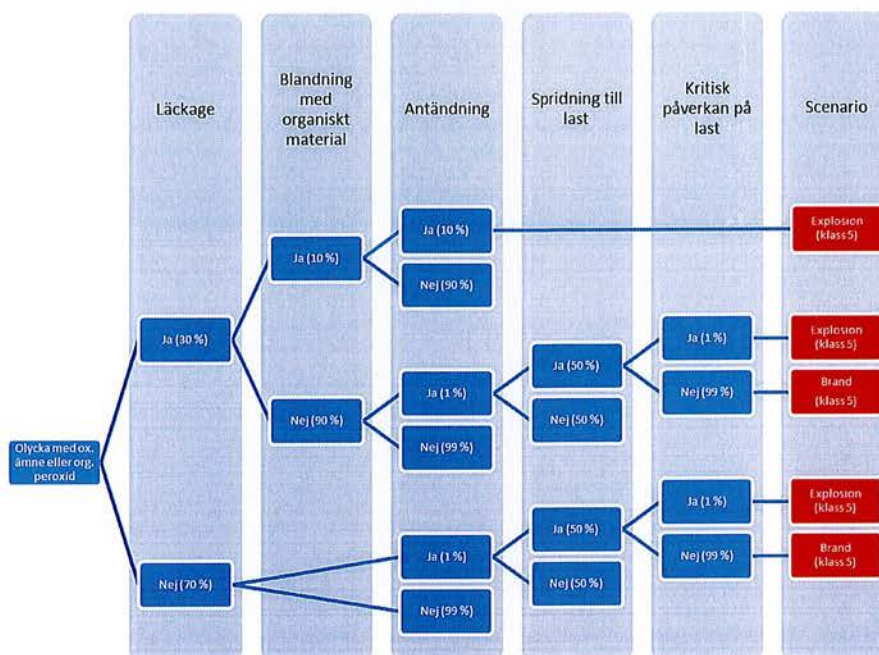 Läckage
Blandning
med
organiskt
material
Antändning
Spridning till
last
Kritisk
påverkan på
last
Scenario
Ja (10 %)
Explosion
(klass 5)
Ja (10 %)
Nej (90 %)
Ja (30 %)
Ja (1 %)
Explosion
(klass 5)
Ja (50 %)
Ja (1 %)
Nej (99 %)
Brand
(klass 5)
Nej (90 %)
Nej (50 %)
Nej (99 %)
Olycka med ox.
ämne eller org.
peroxid
Ja (1 %)
Explosion
(klass 5)
Ja (50 %)
Ja (1 %)
Nej (99 %)
Brand
(klass 5)
Nej (70 %)
Nej (50 %)
Nej (99 %)